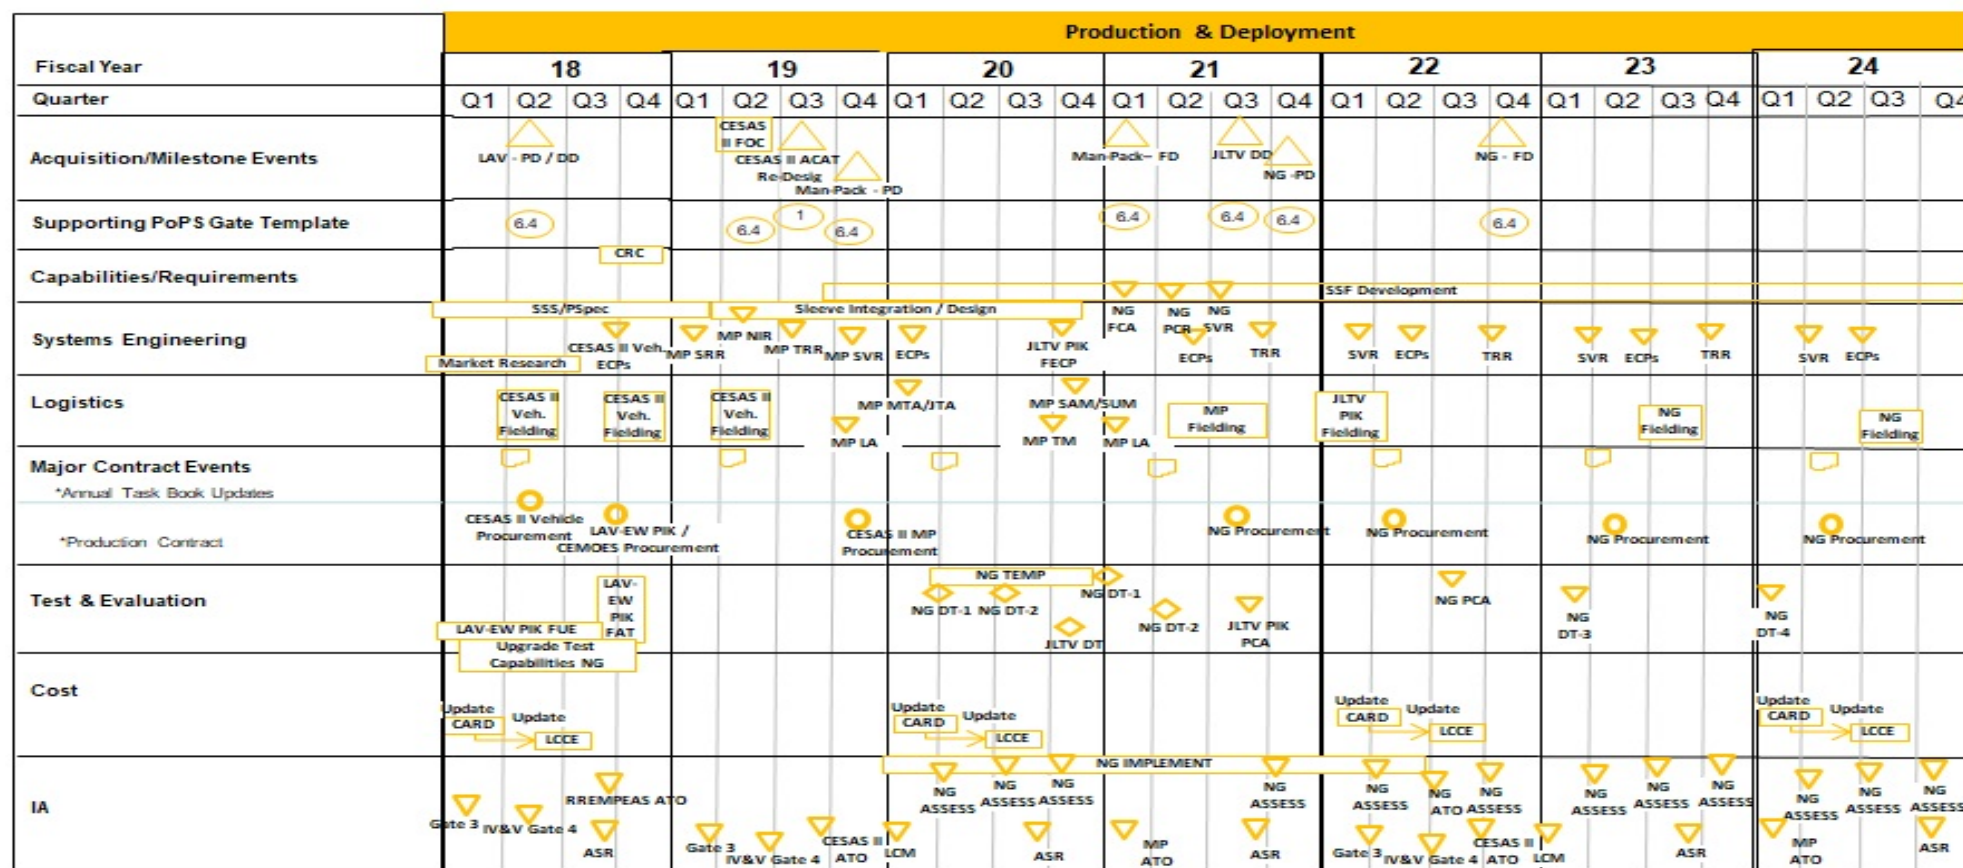 Production & Deployment
Fiscal Year 18 19 20 21 22 23 24
Quarter Q1 Q2 Q3 Q4 Q1 Q2 Q3 Q4 Q1 Q2 Q3 Q4 Q1 Q2 Q3 Q4 Q1 Q2 Q3 Q4 Q1 Q2 Q3 Q4 Q1 Q2 Q3 Q4
Acquisition/Milestone Events
LAV - PD / DD
CESAS
II FOC
CESAS II ACAT
Re-Desig
Man-Pack - PD
Man-Pack– FD
JLTV DD
NG -PD
NG - FD
Supporting PoPS Gate Template
6.4 6.4 1 6.4 6.4 6.4 6.4 6.4
Capabilities/Requirements
CRC
SSF Development
Systems Engineering
SSS/PSpec
Sleeve Integration / Design
Market Research
CESAS II Veh.
ECPs
MP SRR
MP NIR
MP TRR
MP SVR
ECPs
JLTV PIK
FECP
NG
FCA
NG
PCR
NG
SVR
ECPs
TRR
SVR
ECPs
TRR
SVR
ECPs
TRR
SVR
ECPs
Logistics
CESAS II
Veh.
Fielding
CESAS II
Veh.
Fielding
CESAS II
Veh.
Fielding
MP LA
MP MTA/JTA
MP SAM/SUM
MP TM
MP LA
MP
Fielding
JLTV
PIK
Fielding
NG
Fielding
NG
Fielding
Major Contract Events
*Annual Task Book Updates
*Production Contract
CESAS II Vehicle
Procurement
LAV-EW PIK /
CEMOES Procurement
CESAS II MP
Procurement
NG Procurement
NG Procurement
NG Procurement
NG Procurement
Test & Evaluation
LAV-
EW
PIK
FAT
LAV-EW PIK FUE
Upgrade Test
Capabilities NG
NG TEMP
NG DT-1
NG DT-2
JLTV DT
NG DT-1
NG DT-2
JLTV PIK
PCA
NG PCA
NG
DT-3
NG
DT-4
Cost
Update
CARD
Update
LCCE
Update
CARD
Update
LCCE
Update
CARD
Update
LCCE
Update
CARD
Update
LCCE
IA
NG IMPLEMENT
Gate 3
IV&V Gate 4
RREMPEAS ATO
ASR
Gate 3
IV&V Gate 4
CESAS II
ATO
LCM
NG
ASSESS
NG
ASSESS
NG
ASSESS
ASR
MP
ATO
NG
ASSESS
ASR
NG
ASSESS
NG
ATO
NG
ASSESS
Gate 3
IV&V Gate 4
CESAS II
ATO
LCM
NG
ASSESS
NG
ASSESS
NG
ASSESS
ASR
NG
ASSESS
NG
ASSESS
NG
ASSESS
MP
ATO
ASR